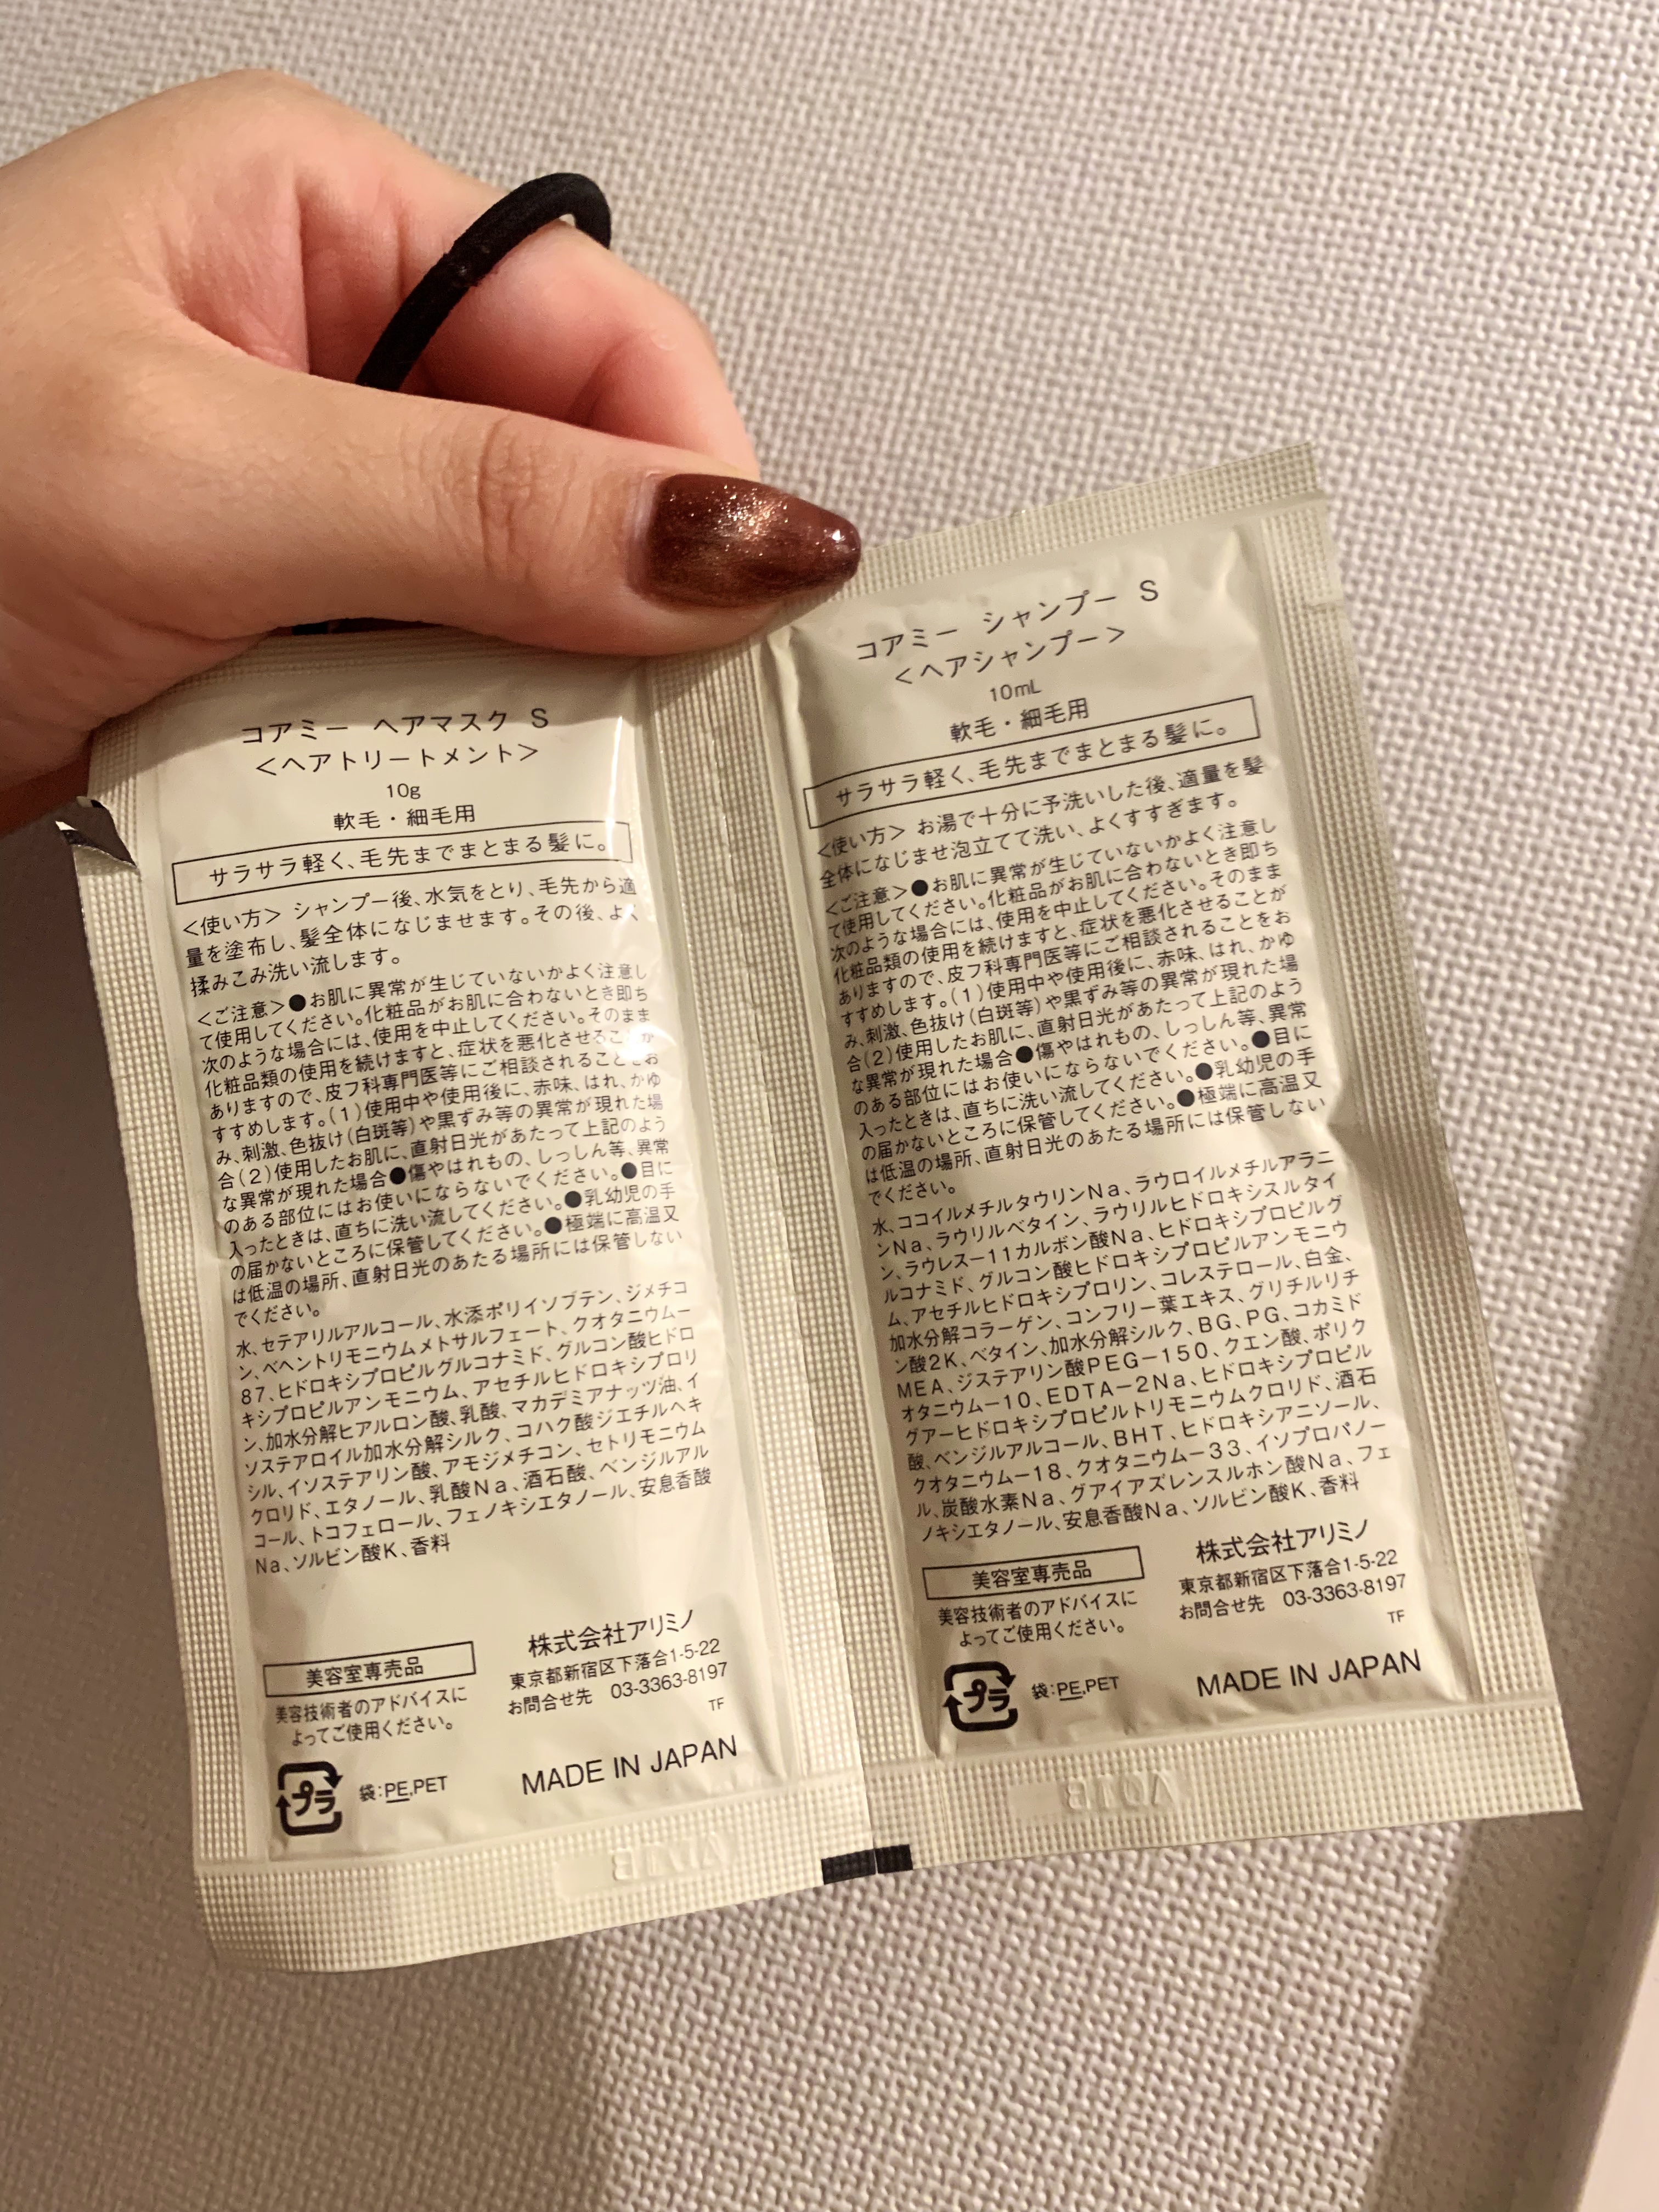 コアミー ヘアマスク S
＜ヘアトリートメント＞
10g
軟毛・細毛用
サラサラ軽く、毛先までまとまる髪に。
＜使い方＞ シャンプー後、水気をとり、毛先から適
量を塗布し、髪全体になじませます。その後、よく
揉みこみ洗い流します。
＜ご注意＞●お肌に異常が生じていないかよく注意し
て使用してください。化粧品がお肌に合わないとき即ち
次のような場合には、使用を中止してください。そのまま
化粧品類の使用を続けますと、症状を悪化させることが
ありますので、皮フ科専門医等にご相談されることをお
すすめします。(1)使用中や使用後に、赤味、はれ、かゆ
み、刺激、色抜け(白斑等)や黒ずみ等の異常が現れた場
合(2)使用したお肌に、直射日光があたって上記のよう
な異常が現れた場合●傷やはれもの、しっしん等、異常
のある部位にはお使いにならないでください。●目に
入ったときは、直ちに洗い流してください。●乳幼児の手
の届かないところに保管してください。●極端に高温又
は低温の場所、直射日光のあたる場所には保管しない
でください。
水、セテアリルアルコール、水添ポリイソブテン、ジメチコ
ン、ベヘントリモニウムメトサルフェート、クオタニウムー
87、ヒドロキシプロピルグルコナミド、グルコン酸ヒドロ
キシプロピルアンモニウム、アセチルヒドロキシプロリ
ン、加水分解ヒアルロン酸、乳酸、マカデミアナッツ油、イ
ソステアロイル加水分解シルク、コハク酸ジエチルヘキ
シル、イソステアリン酸、アモジメチコン、セトリモニウム
クロリド、エタノール、乳酸Na、酒石酸、ベンジルアル
コール、トコフェロール、フェノキシエタノール、安息香酸
Na、ソルビン酸K、香料
美容室専売品
美容技術者のアドバイスに
よってご使用ください。
株式会社アリミノ
東京都新宿区下落合1-5-22
お問合せ先 03-3363-8197
TF
プラ
袋：PE,PET
MADE IN JAPAN
コアミー シャンプー S
＜ヘアシャンプー＞
10mL
軟毛・細毛用
サラサラ軽く、毛先までまとまる髪に。
＜使い方＞ お湯で十分に予洗いした後、適量を髪
全体になじませ泡立てて洗い、よくすすぎます。
＜ご注意＞●お肌に異常が生じていないかよく注意し
て使用してください。化粧品がお肌に合わないとき即ち
次のような場合には、使用を中止してください。そのまま
化粧品類の使用を続けますと、症状を悪化させることが
ありますので、皮フ科専門医等にご相談されることをお
すすめします。(1)使用中や使用後に、赤味、はれ、かゆ
み、刺激、色抜け(白斑等)や黒ずみ等の異常が現れた場
合(2)使用したお肌に、直射日光があたって上記のよう
な異常が現れた場合●傷やはれもの、しっしん等、異常
のある部位にはお使いにならないでください。●目に
入ったときは、直ちに洗い流してください。●乳幼児の手
の届かないところに保管してください。●極端に高温又
は低温の場所、直射日光のあたる場所には保管しない
でください。
水、ココイルメチルタウリンNa、ラウロイルメチルアラニ
ンNa、ラウリルベタイン、ラウリルヒドロキシスルタイ
ン、ラウレス－11カルボン酸Na、ヒドロキシプロピルグ
ルコナミド、グルコン酸ヒドロキシプロピルアンモニウ
ム、アセチルヒドロキシプロリン、コレステロール、白金、
加水分解コラーゲン、コンフリー葉エキス、グリチルリチ
ン酸2K、ベタイン、加水分解シルク、BG、PG、コカミド
MEA、ジステアリン酸PEG－150、クエン酸、ポリク
オタニウム－10、EDTA－2Na、ヒドロキシプロピル
グアーヒドロキシプロピルトリモニウムクロリド、酒石
酸、ベンジルアルコール、BHT、ヒドロキシアニソール、
クオタニウム－18、クオタニウム－33、イソプロパノー
ル、炭酸水素Na、グアイアズレンスルホン酸Na、フェ
ノキシエタノール、安息香酸Na、ソルビン酸K、香料
美容室専売品
美容技術者のアドバイスに
よってご使用ください。
株式会社アリミノ
東京都新宿区下落合1-5-22
お問合せ先 03-3363-8197
TF
プラ
袋：PE,PET
MADE IN JAPAN